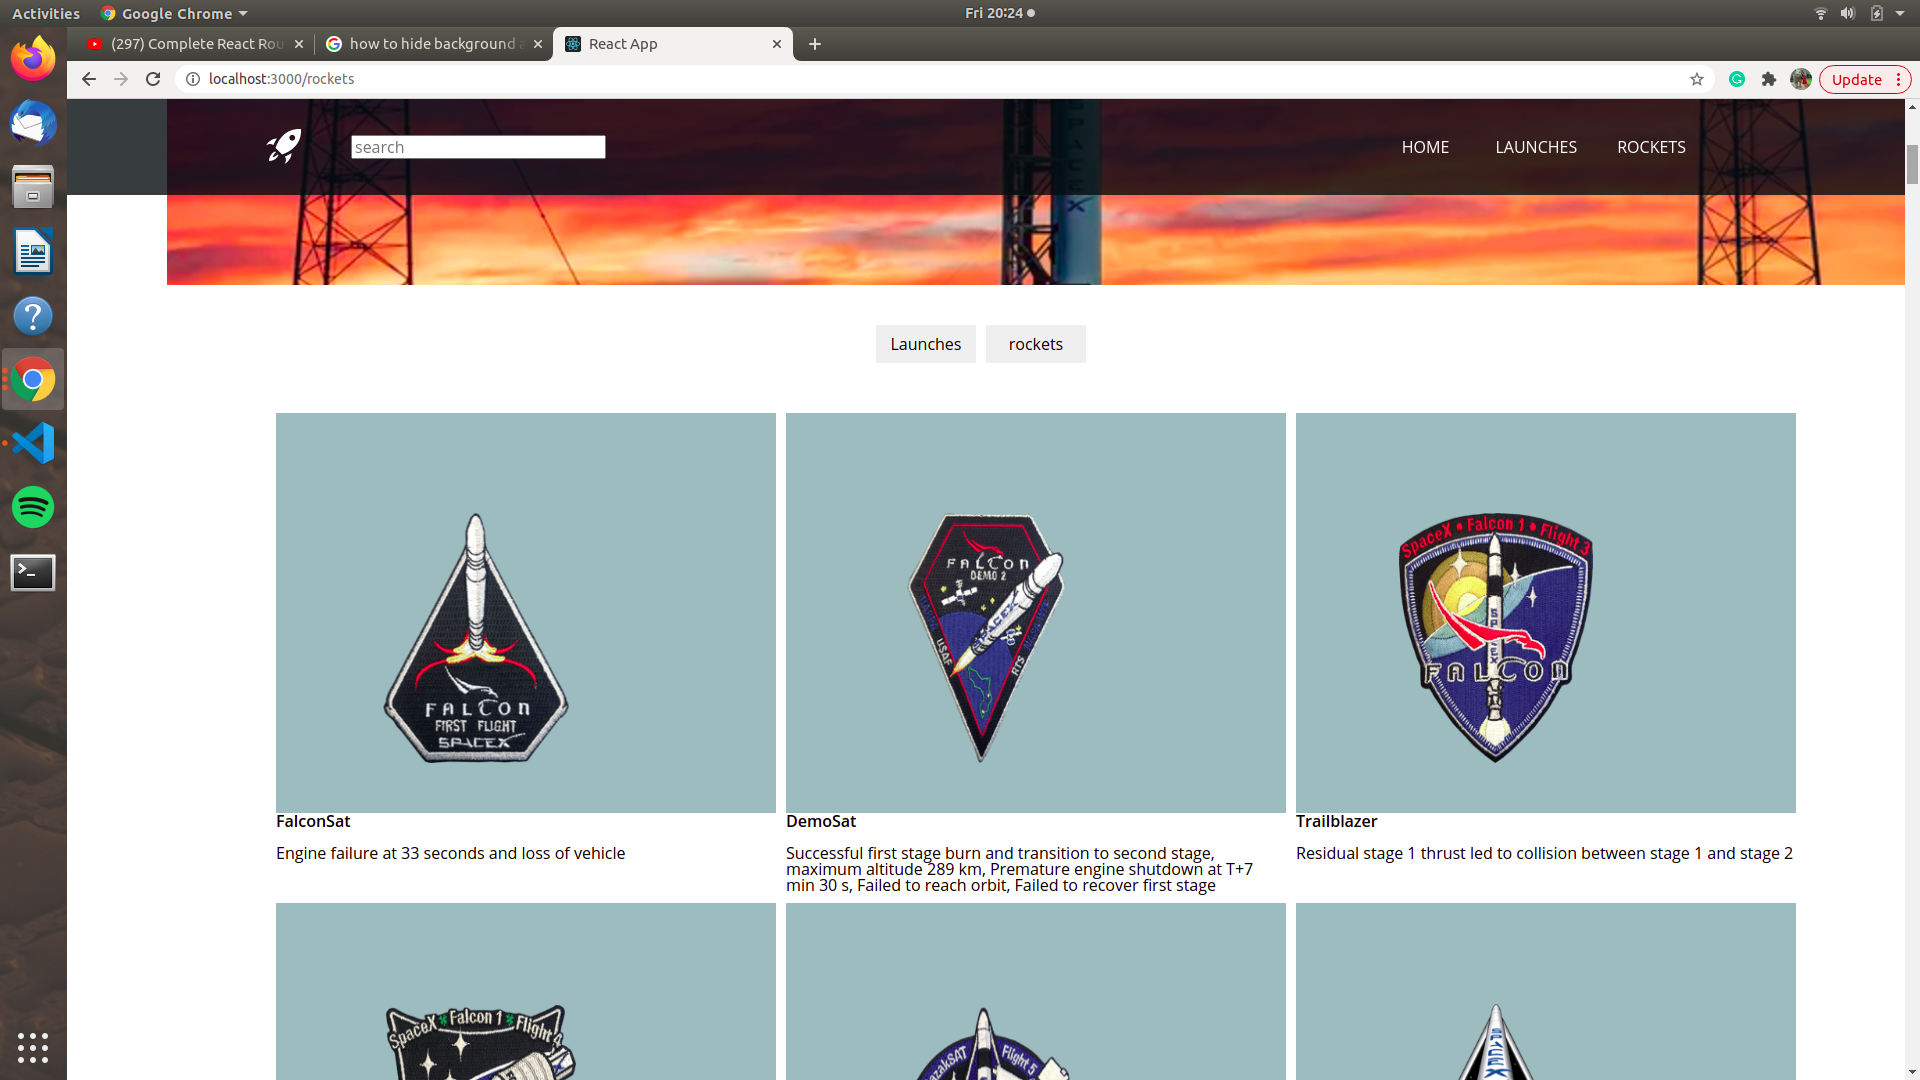 Activities
Google Chrome
Fri 20:24
(297) Complete React Rou
how to hide background a
React App
localhost:3000/rockets
Update
search
HOME
LAUNCHES
ROCKETS
SPACEX
Launches
rockets
FALCON
FIRST FLIGHT
SPACEX
FALCON
DEMO 2
SPACEX
USAF
RTS
SpaceX • Falcon 1 • Flight 3
SPACEX
FALCON
FalconSat
Engine failure at 33 seconds and loss of vehicle
DemoSat
Successful first stage burn and transition to second stage,
maximum altitude 289 km, Premature engine shutdown at T+7
min 30 s, Failed to reach orbit, Failed to recover first stage
Trailblazer
Residual stage 1 thrust led to collision between stage 1 and stage 2
SpaceX Falcon 1 Flight 4
azakSAT Flight 5
SPACEX